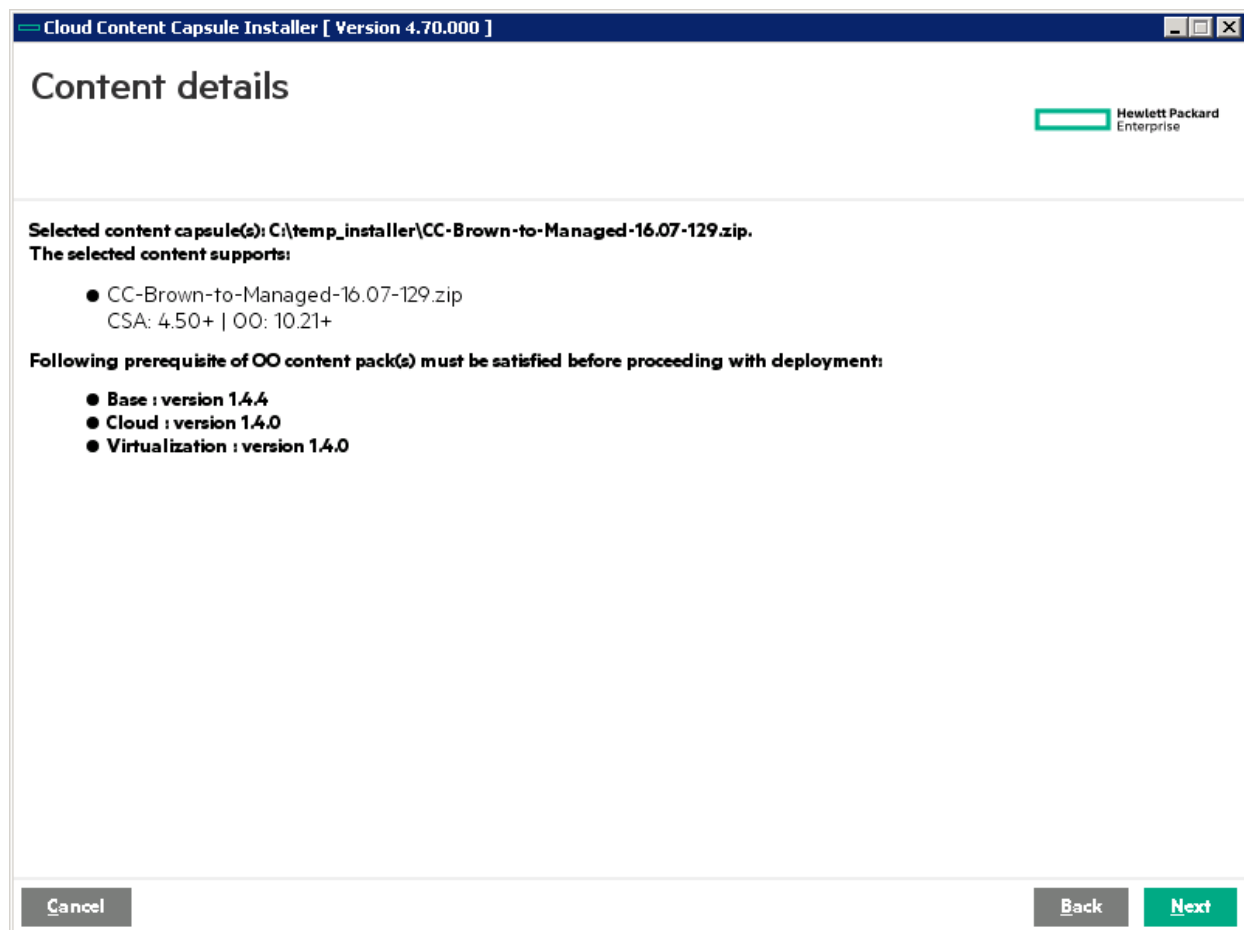 Cloud Content Capsule Installer [ Version 4.70.000 ]
Content details
Hewlett Packard
Enterprise
Selected content capsule(s): C:\temp_installer\CC-Brown-to-Managed-16.07-129.zip.
The selected content supports:
● CC-Brown-to-Managed-16.07-129.zip
CSA: 4.50+ | OO: 10.21+
Following prerequisite of OO content pack(s) must be satisfied before proceeding with deployment:
● Base : version 1.4.4
● Cloud : version 1.4.0
● Virtualization : version 1.4.0
Cancel
Back
Next